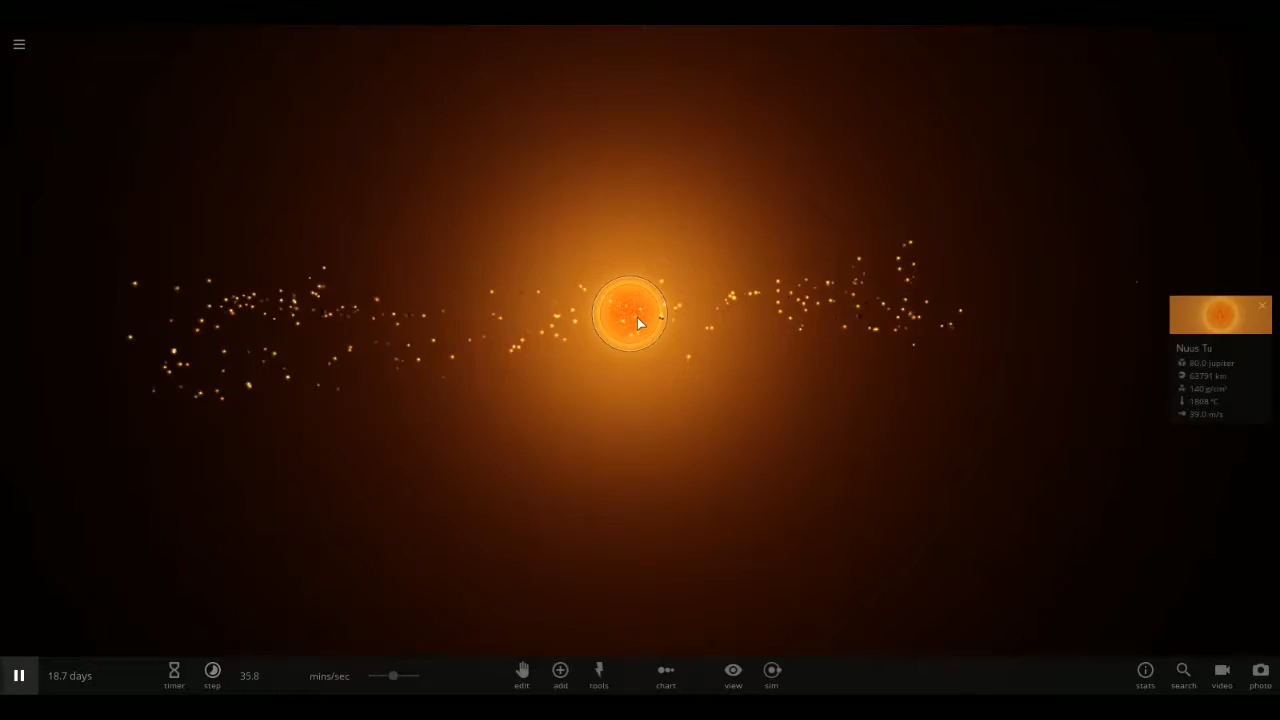 Nuus Tu
80.0 jupiter
63791 km
140 g/cm³
1808 °C
39.0 m/s
18.7 days
timer
step
35.8 mins/sec
edit
add
tools
chart
view
sim
stats
search
video
photo